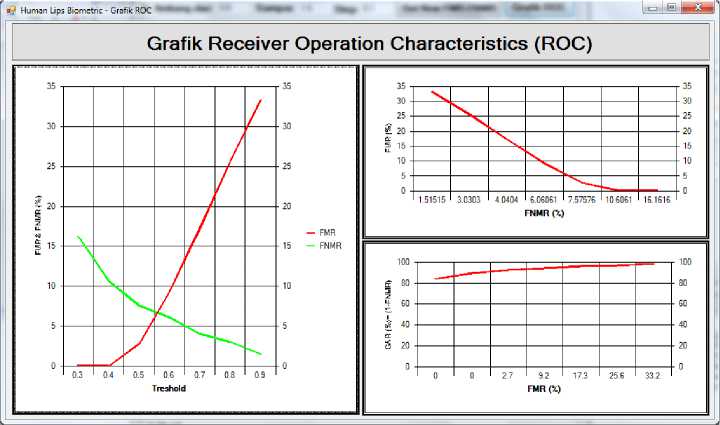 Human Lips Biometric - Grafik ROC
Grafik Receiver Operation Characteristics (ROC)
35 35
30 30
25 25
20 20
15 15
10 10
5 5
0 0
FMR & FNMR (%)
0.3 0.4 0.5 0.6 0.7 0.8 0.9
Treshold
FMR
FNMR
35 35
30 30
25 25
20 20
15 15
10 10
5 5
0 0
FMR (%)
1.51515 3.0303 4.0404 6.06061 7.57576 10.6061 16.1616
FNMR (%)
100 100
80 80
60 60
40 40
20 20
0 0
GAR (%)= (1-FNMR)
0 0 2.7 9.2 17.3 25.6 33.2
FMR (%)